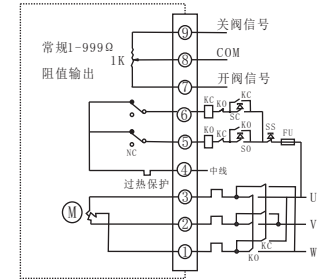 ⑨ 关阀信号
常规1-999Ω
1K
⑧ COM
阻值输出
⑦ 开阀信号
KC
KC KO
⑥
SC
KO
KO KC SS FU
⑤
NC
SO
④ 中线
过热保护
③ U
M
② V
KC
① W
KO